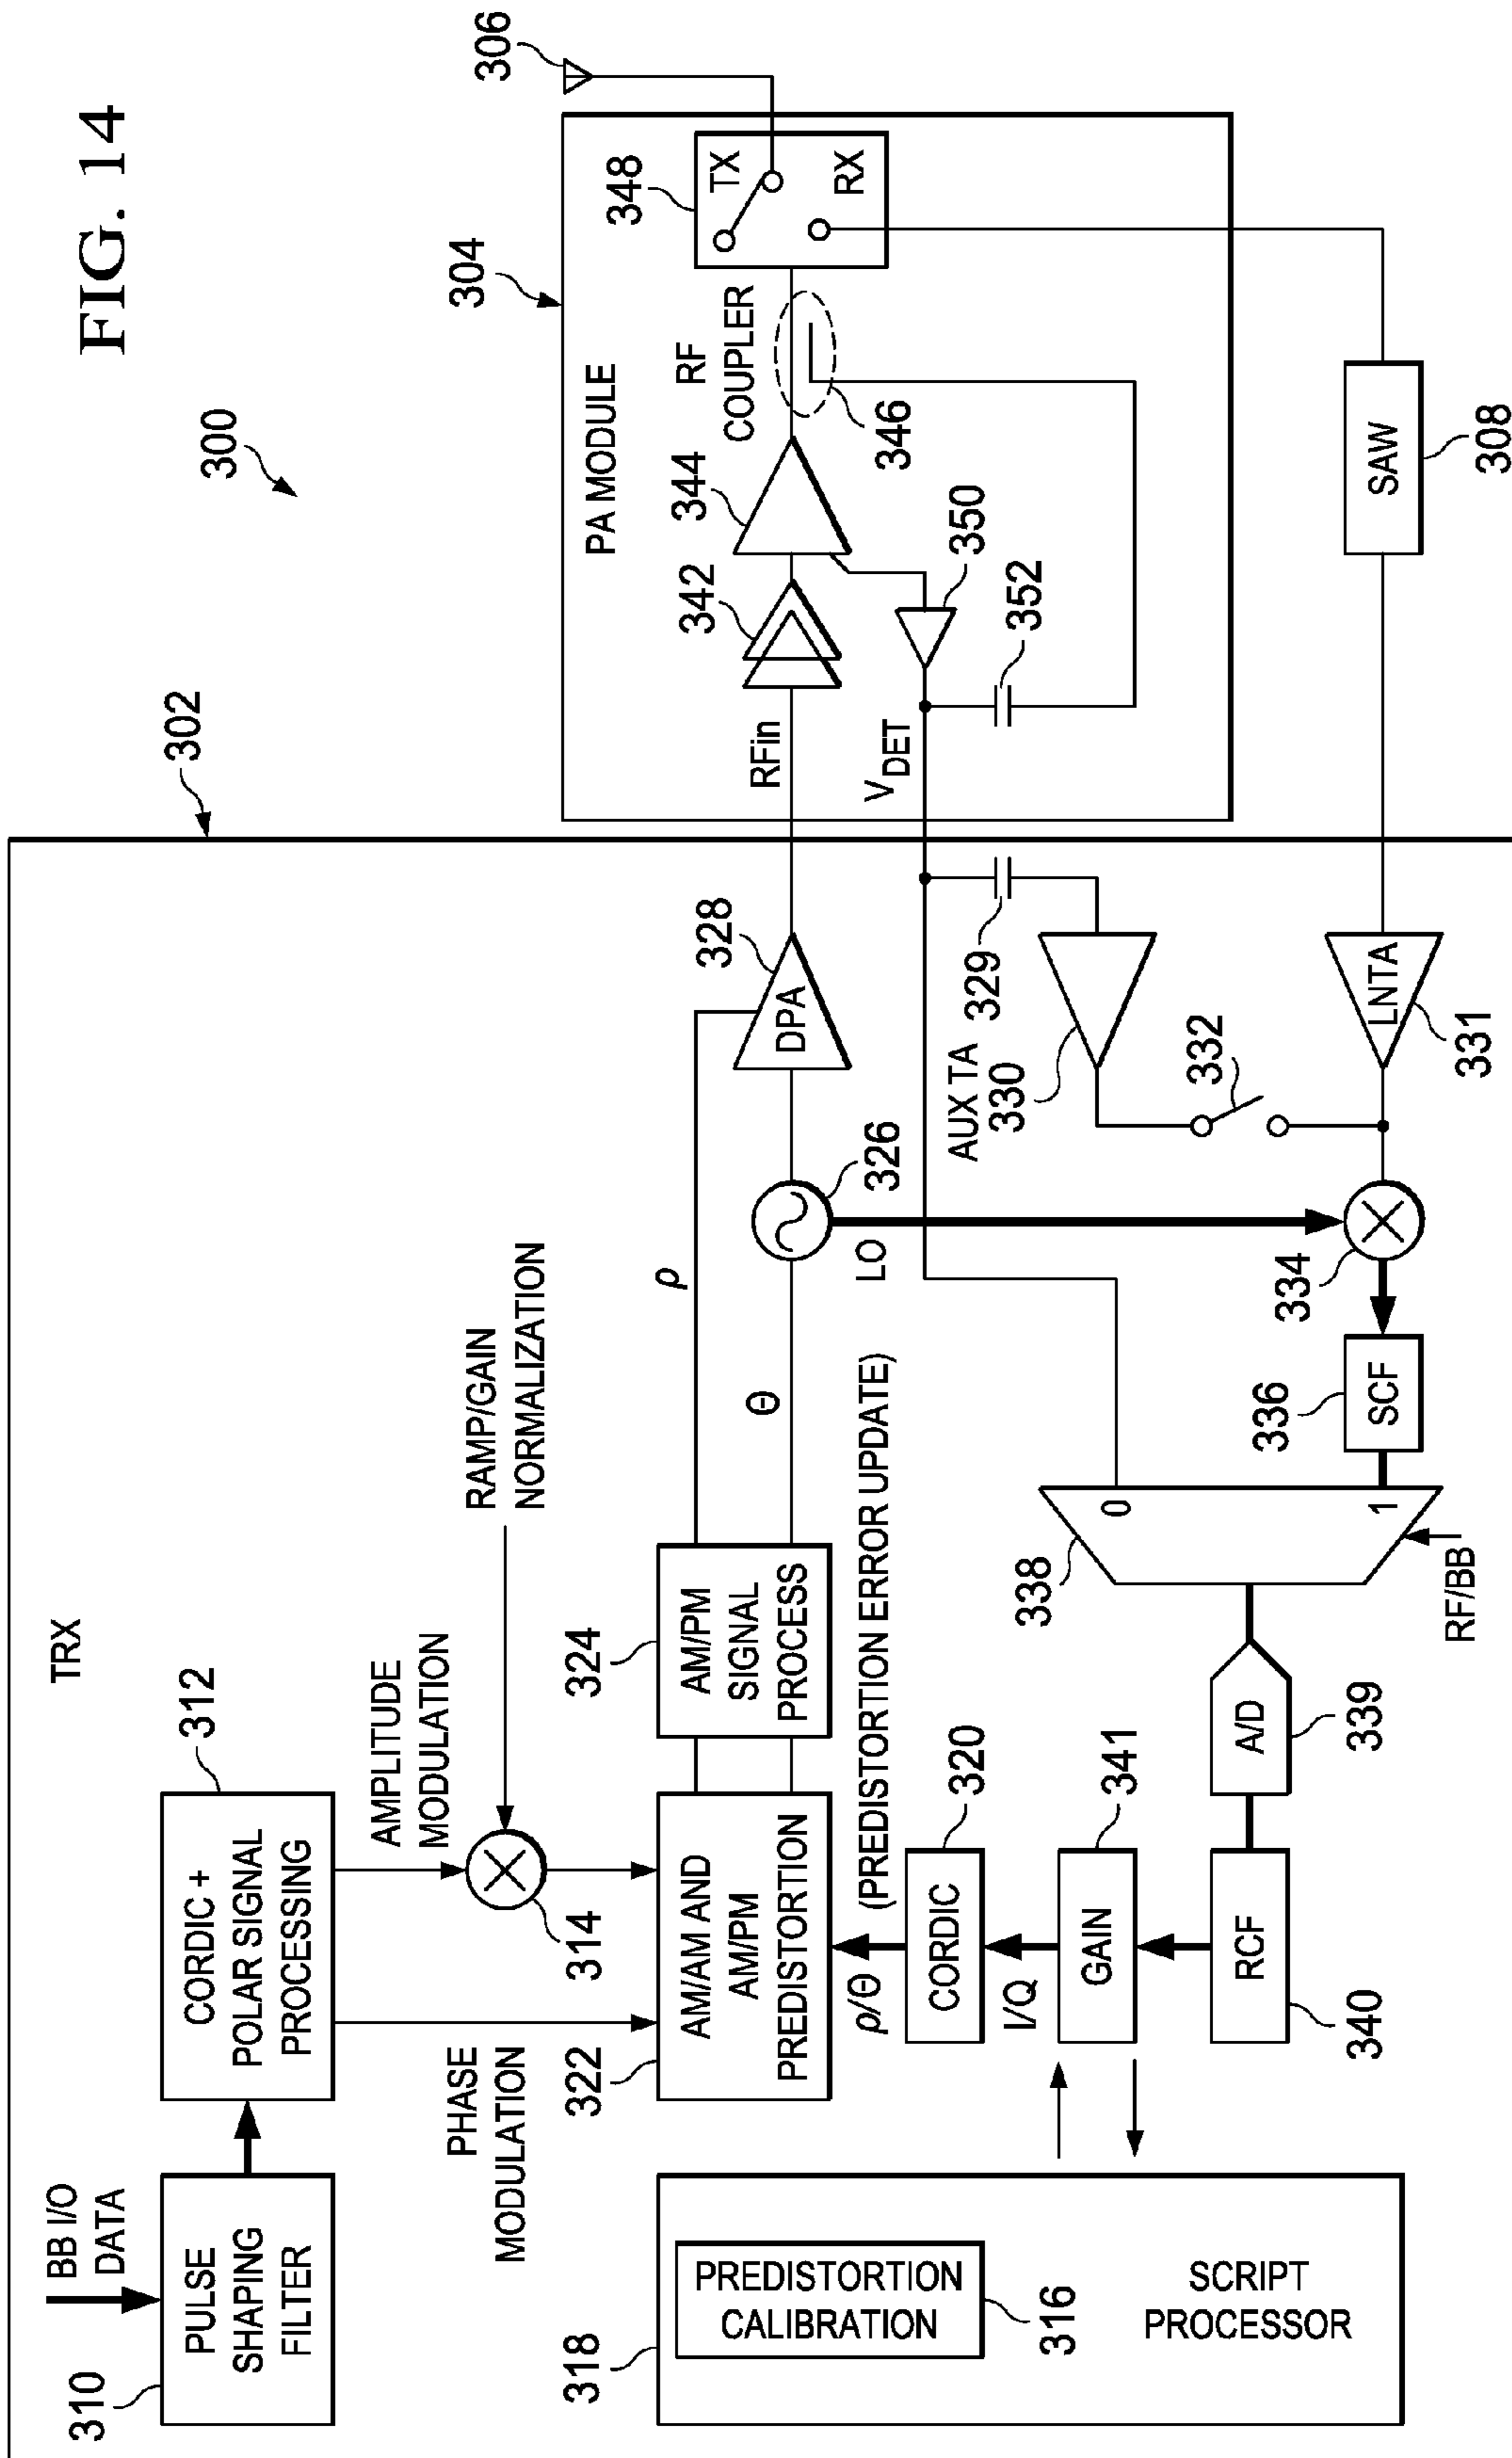 FIG. 14
300
302
TRX
BB I/O
DATA
310
PULSE
SHAPING
FILTER
312
CORDIC +
POLAR SIGNAL
PROCESSING
AMPLITUDE
MODULATION
PHASE
MODULATION
314
RAMP/GAIN
NORMALIZATION
322
AM/AM AND
AM/PM
PREDISTORTION
324
AM/PM
SIGNAL
PROCESS
ρ
Θ
326
LO
328
DPA
318
PREDISTORTION
CALIBRATION
316
SCRIPT
PROCESSOR
ρ/Θ
(PREDISTORTION ERROR UPDATE)
320
CORDIC
I/Q
341
GAIN
340
RCF
339
A/D
338
0
1
RF/BB
336
SCF
334
332
AUX TA
330
329
331
LNTA
304
PA MODULE
RFin
342
344
RF
COUPLER
346
348
TX
RX
306
VDET
350
352
308
SAW